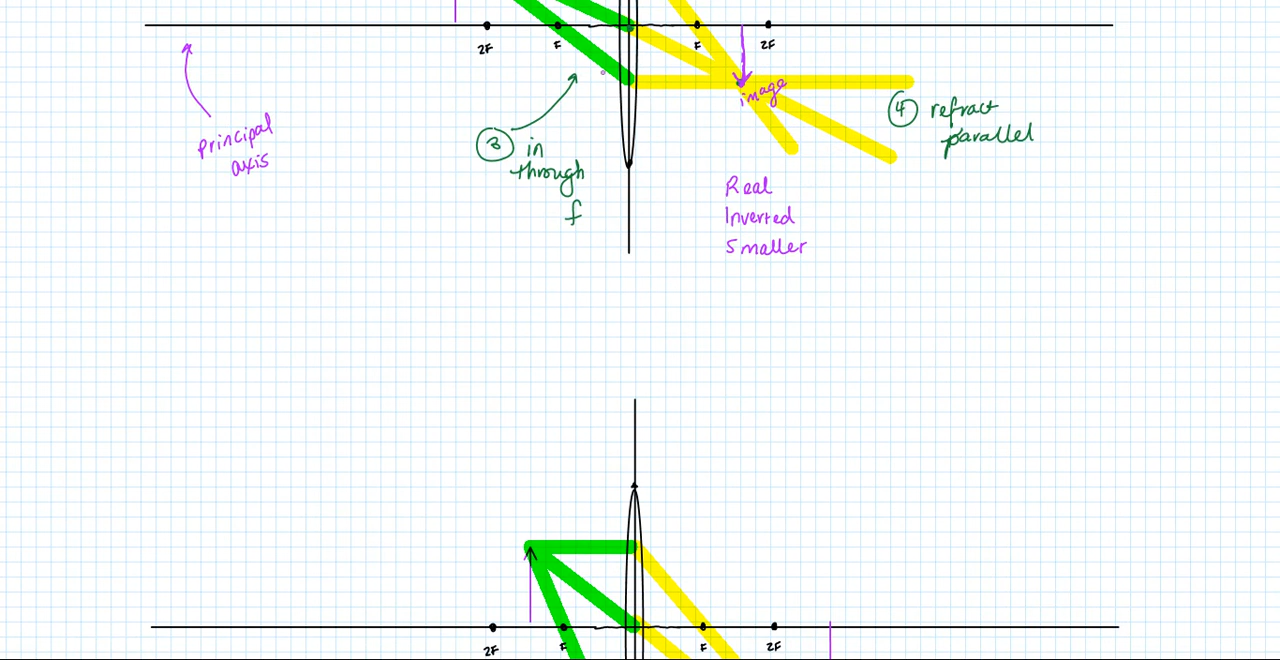 2F F F 2F
image
④ refract
parallel
principal
axis
③ in
through
f
Real
Inverted
Smaller
2F F F 2F